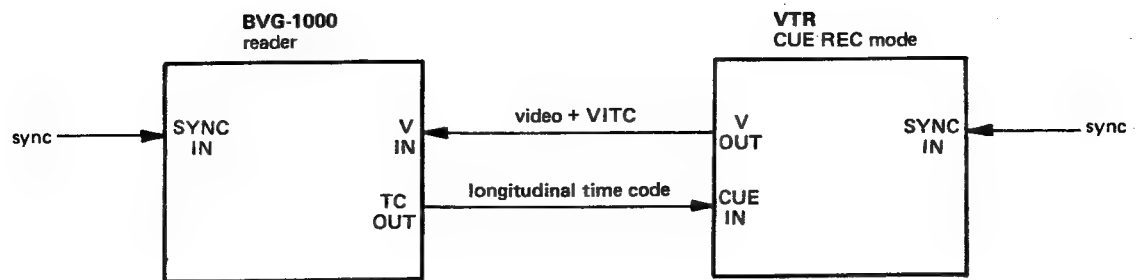 BVG-1000
reader
VTR
CUE REC mode
sync
SYNC
IN
V
IN
video + VITC
V
OUT
SYNC
IN
sync
TC
OUT
longitudinal time code
CUE
IN